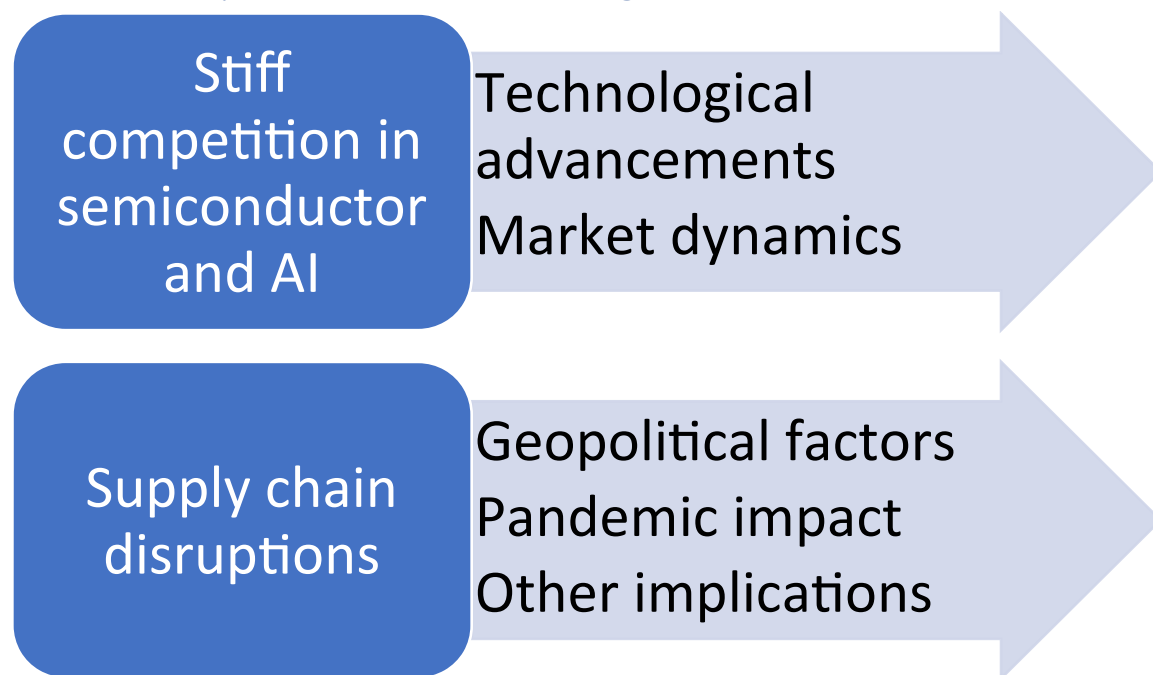 Stiff
competition in
semiconductor
and AI
Technological
advancements
Market dynamics
Supply chain
disruptions
Geopolitical factors
Pandemic impact
Other implications